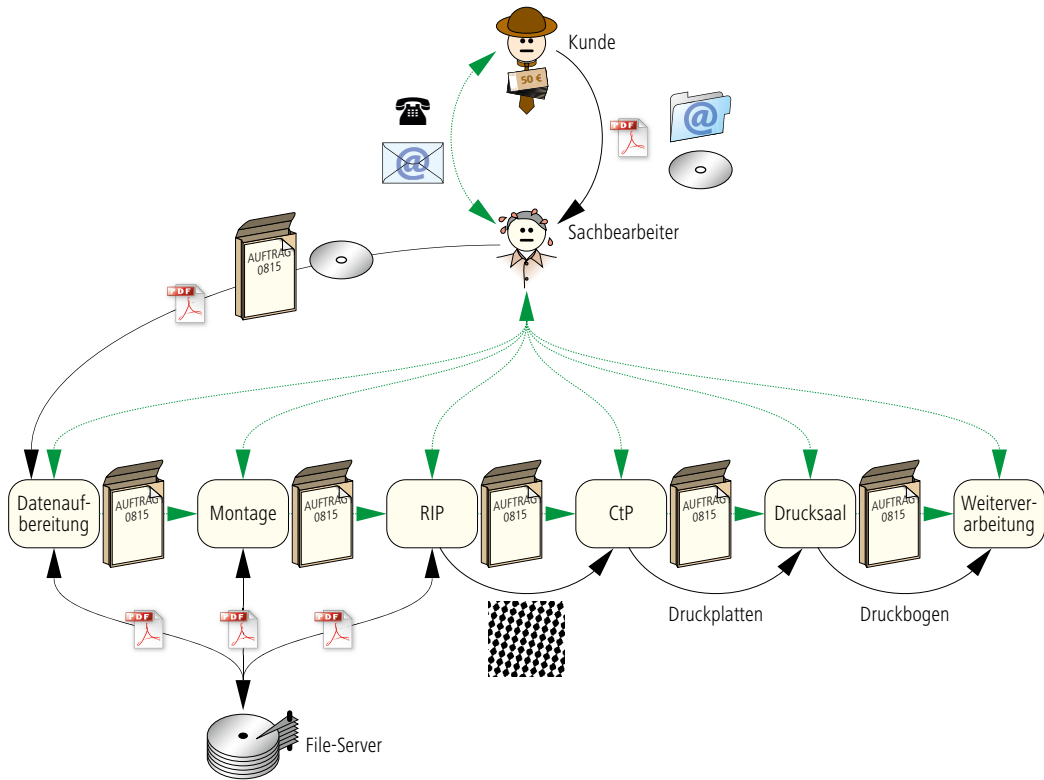 Kunde
50 €
@
PDF
@
Sachbearbeiter
AUFTRAG
0815
PDF
Datenauf-
bereitung
AUFTRAG
0815
Montage
AUFTRAG
0815
RIP
AUFTRAG
0815
CtP
AUFTRAG
0815
Drucksaal
AUFTRAG
0815
Weiterver-
arbeitung
PDF
PDF
PDF
Druckplatten
Druckbogen
File-Server